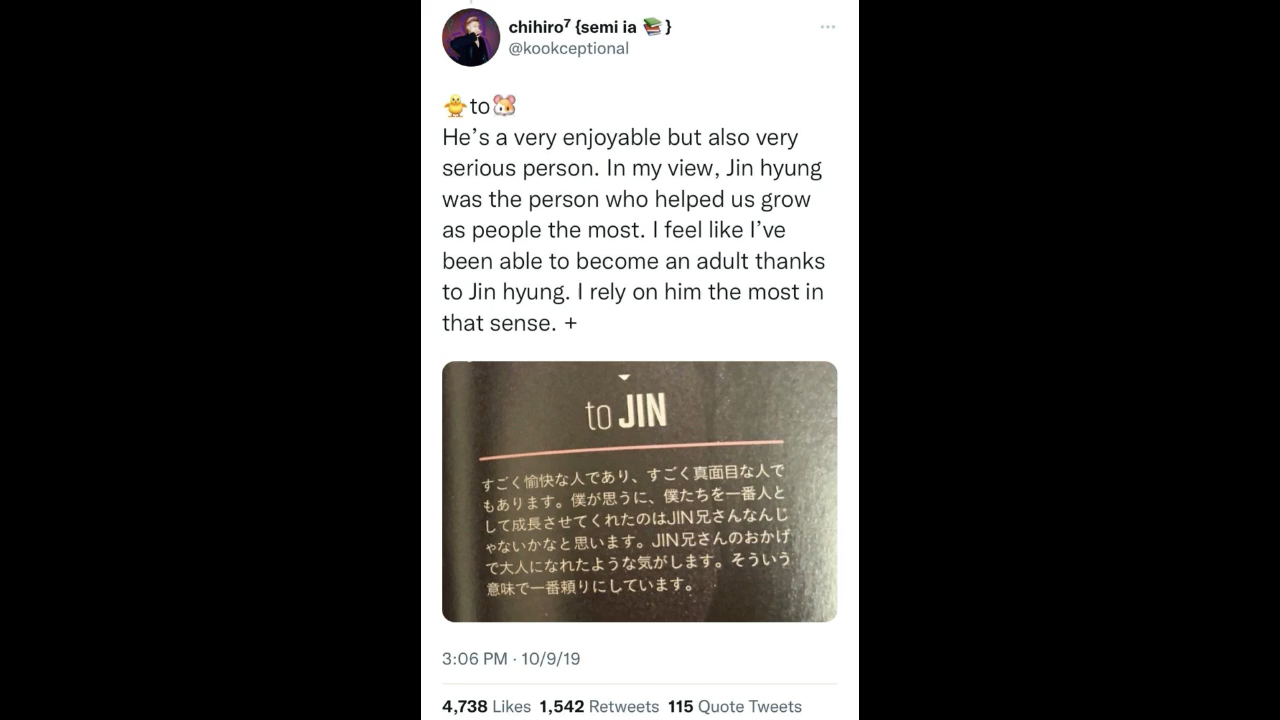 chihiro⁷ {semi ia 📚}
@kookceptional
🐥to🐹
He's a very enjoyable but also very
serious person. In my view, Jin hyung
was the person who helped us grow
as people the most. I feel like I've
been able to become an adult thanks
to Jin hyung. I rely on him the most in
that sense. +
to JIN
すごく愉快な人であり、すごく真面目な人で
もあります。僕が思うに、僕たちを一番人と
して成長させてくれたのはJIN兄さんなんじ
ゃないかなと思います。JIN兄さんのおかげ
で大人になれたような気がします。そういう
意味で一番頼りにしています。
3:06 PM · 10/9/19
4,738 Likes 1,542 Retweets 115 Quote Tweets